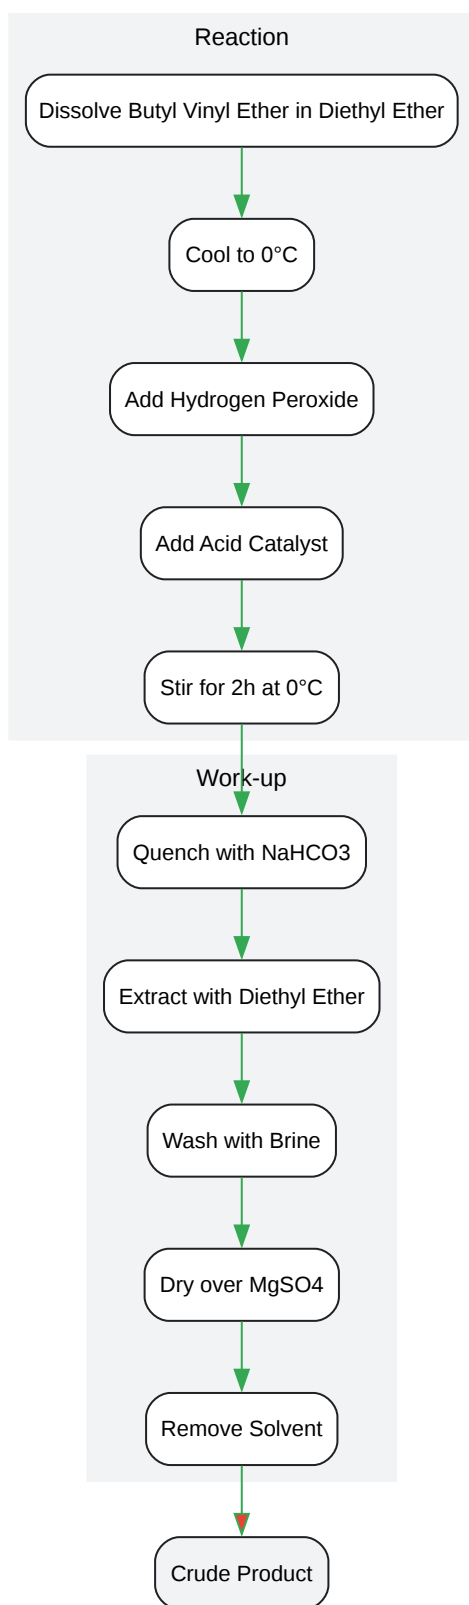 Reaction
Dissolve Butyl Vinyl Ether in Diethyl Ether
Cool to 0°C
Add Hydrogen Peroxide
Add Acid Catalyst
Stir for 2h at 0°C
Work-up
Quench with NaHCO3
Extract with Diethyl Ether
Wash with Brine
Dry over MgSO4
Remove Solvent
Crude Product